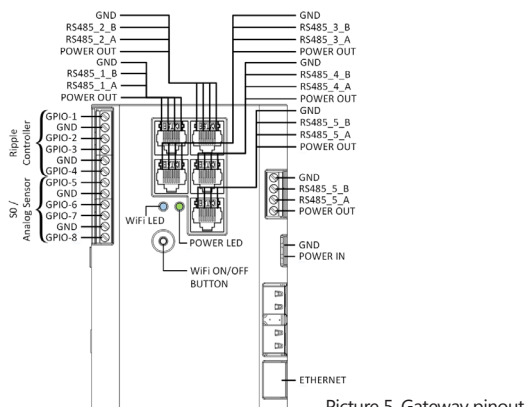 GND
RS485_2_B
RS485_2_A
POWER OUT
GND
RS485_1_B
RS485_1_A
POWER OUT
GND
RS485_3_B
RS485_3_A
POWER OUT
GND
RS485_4_B
RS485_4_A
POWER OUT
GND
RS485_5_B
RS485_5_A
POWER OUT
Ripple
Controller
S0 /
Analog Sensor
GPIO-1
GND
GPIO-2
GPIO-3
GND
GPIO-4
GPIO-5
GND
GPIO-6
GPIO-7
GND
GPIO-8
WiFi LED
POWER LED
WiFi ON/OFF
BUTTON
GND
RS485_5_B
RS485_5_A
POWER OUT
GND
POWER IN
ETHERNET
Picture 5. Gateway pinout